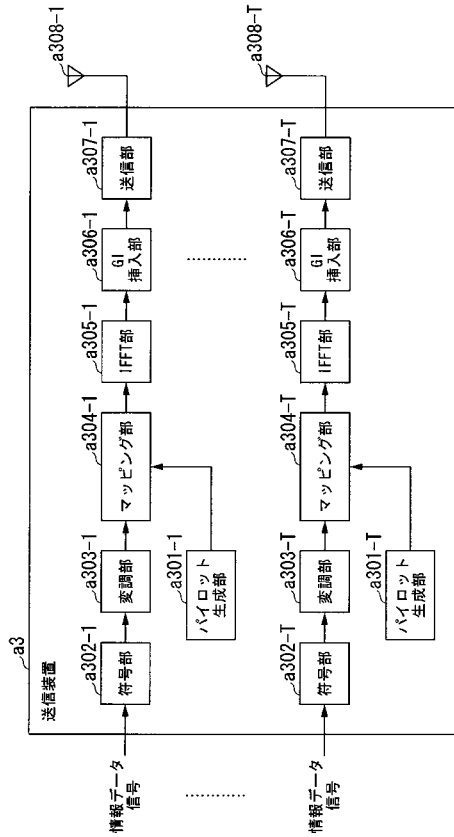 a3
送信装置
情報データ
信号
a302-1
符号部
a303-1
変調部
a301-1
パイロット
生成部
a304-1
マッピング部
a305-1
IFFT部
a306-1
GI
挿入部
a307-1
送信部
a308-1
情報データ
信号
a302-T
符号部
a303-T
変調部
a301-T
パイロット
生成部
a304-T
マッピング部
a305-T
IFFT部
a306-T
GI
挿入部
a307-T
送信部
a308-T